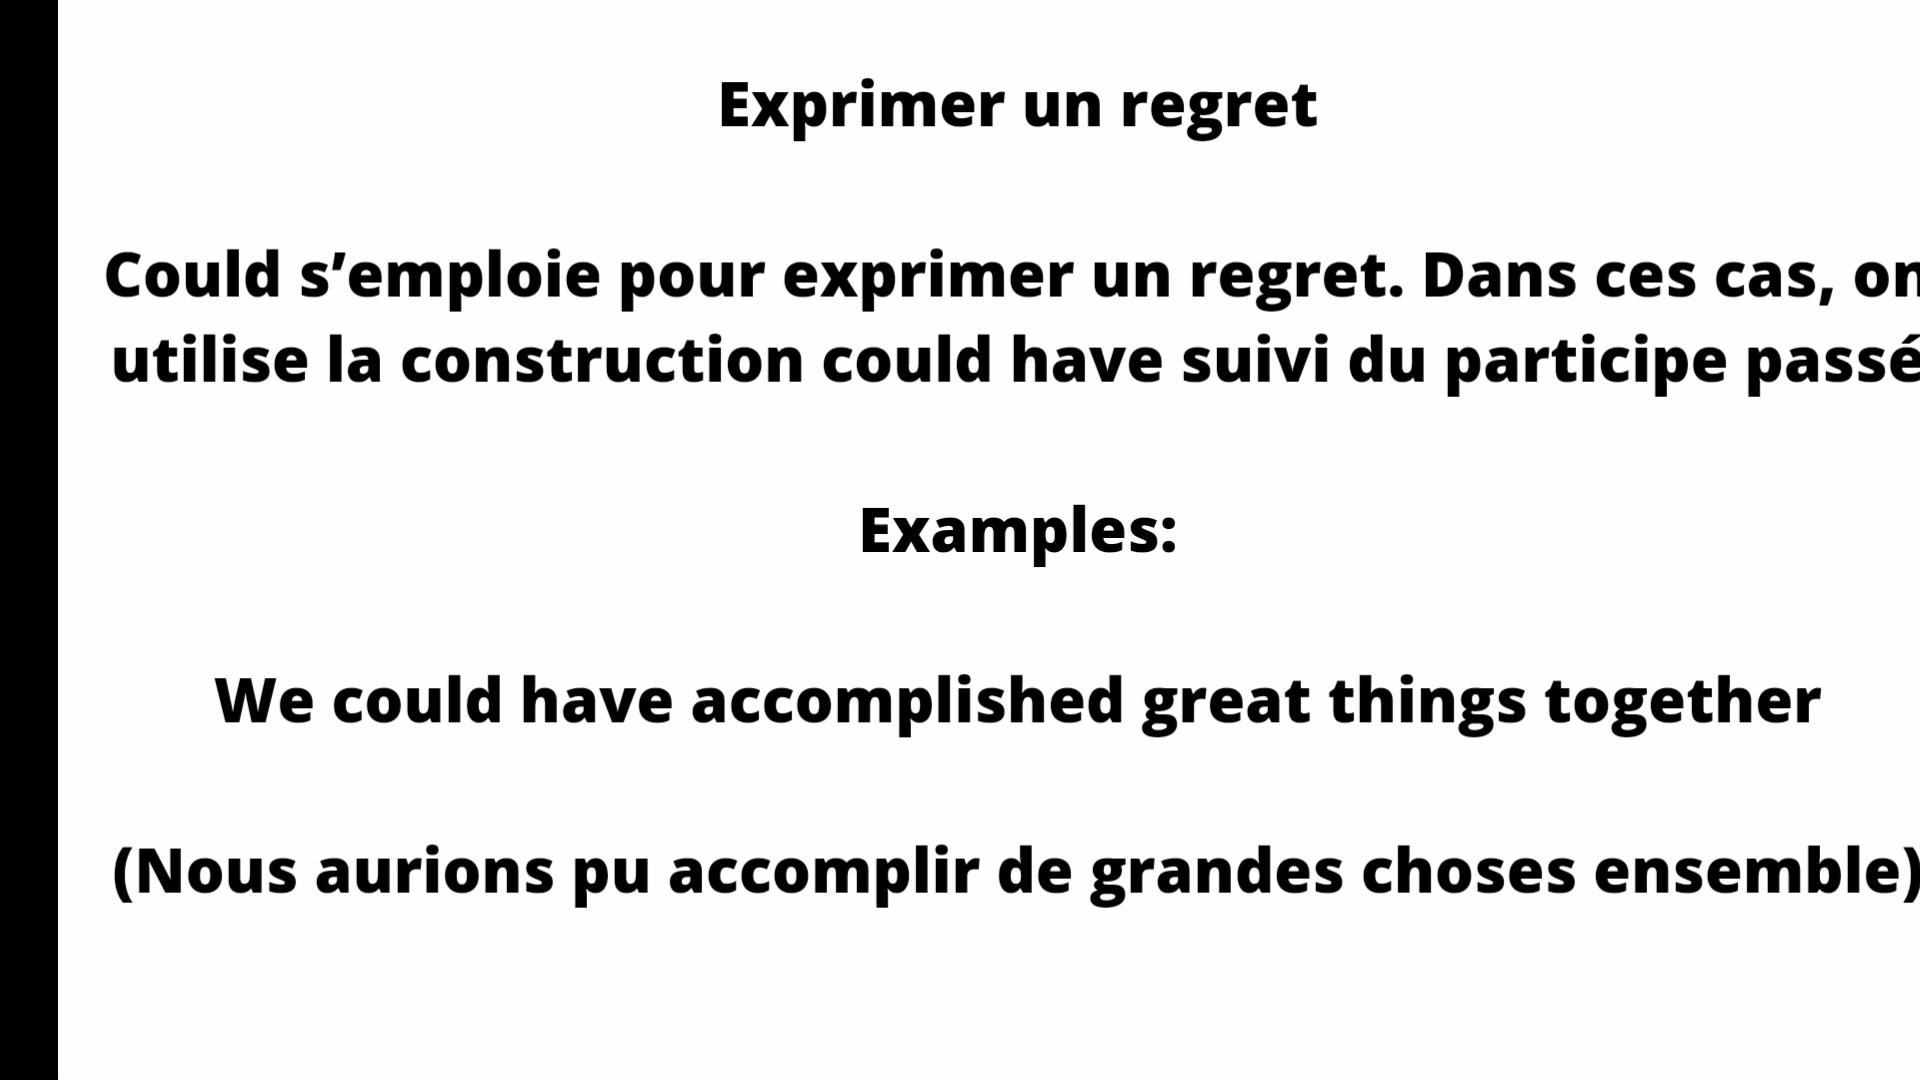 Exprimer un regret
Could s’emploie pour exprimer un regret. Dans ces cas, on
utilise la construction could have suivi du participe passé
Examples:
We could have accomplished great things together
(Nous aurions pu accomplir de grandes choses ensemble)